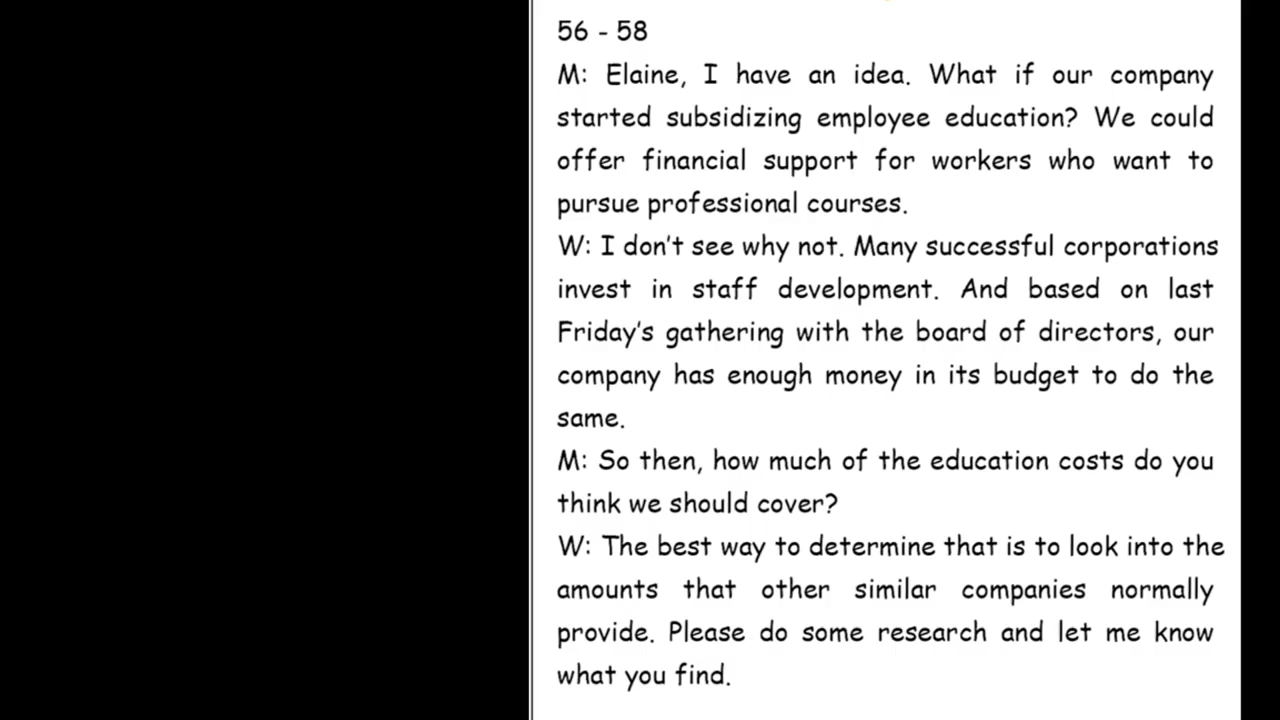 56 - 58
M: Elaine, I have an idea. What if our company
started subsidizing employee education? We could
offer financial support for workers who want to
pursue professional courses.
W: I don't see why not. Many successful corporations
invest in staff development. And based on last
Friday's gathering with the board of directors, our
company has enough money in its budget to do the
same.
M: So then, how much of the education costs do you
think we should cover?
W: The best way to determine that is to look into the
amounts that other similar companies normally
provide. Please do some research and let me know
what you find.